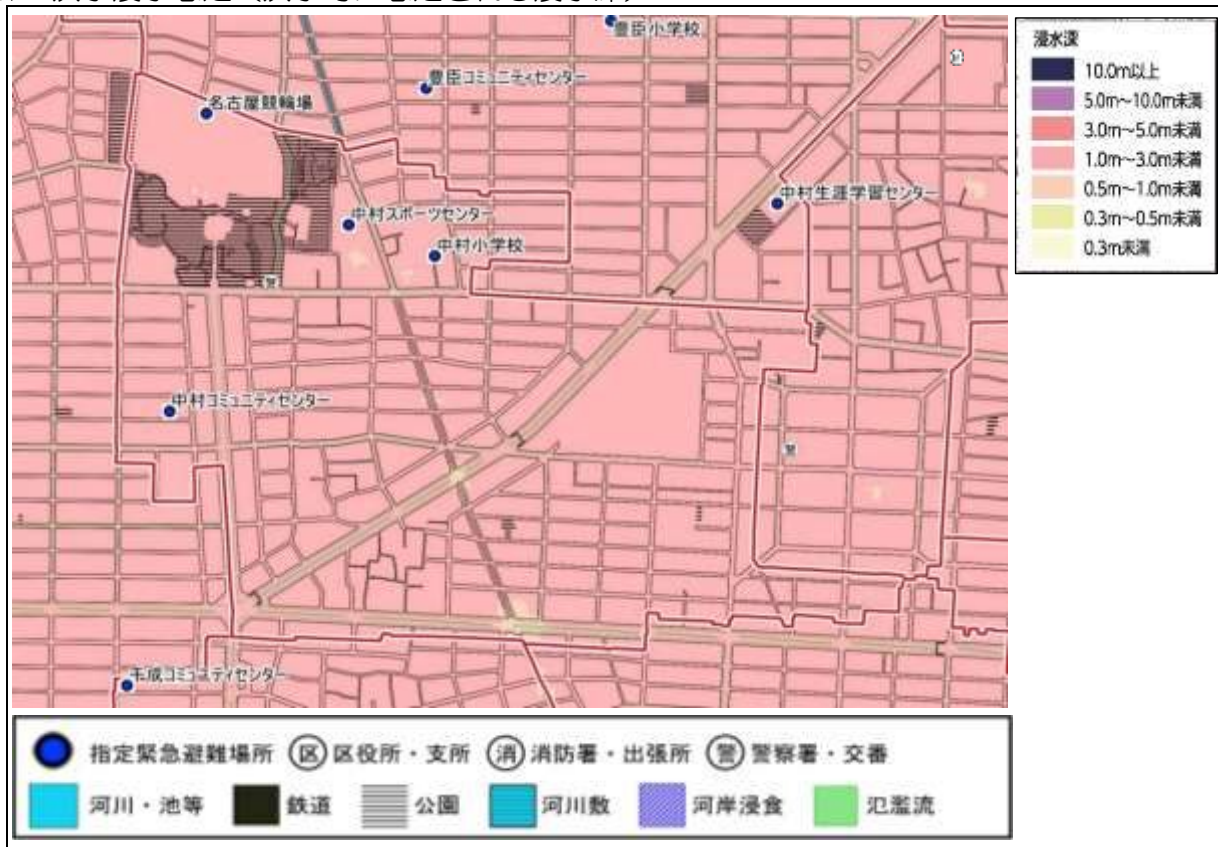 豊臣小学校
豊臣コミュニティセンター
名古屋競輪場
中村生涯学習センター
中村スポーツセンター
中村小学校
警
中村コミュニティセンター
警
千成コミュニティセンター
浸水深
10.0m以上
5.0m～10.0m未満
3.0m～5.0m未満
1.0m～3.0m未満
0.5m～1.0m未満
0.3m～0.5m未満
0.3m未満
指定緊急避難場所 区 区役所・支所 消 消防署・出張所 警 警察署・交番
河川・池等 鉄道 公園 河川敷 河岸浸食 氾濫流